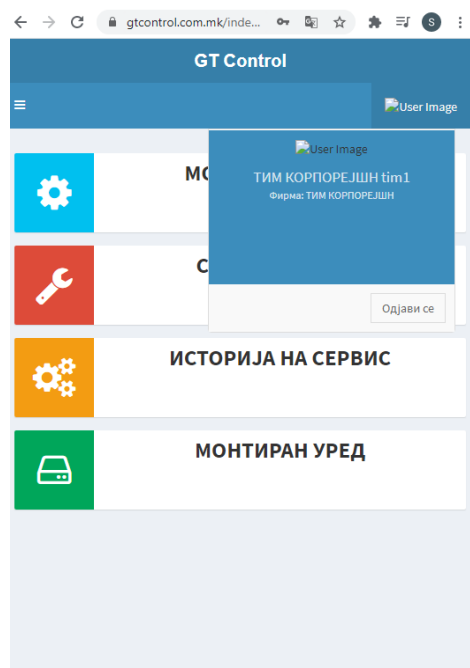 gtcontrol.com.mk/inde...
S
GT Control
User Image
User Image
ТИМ КОРПОРЕЈШН tim1
Фирма: ТИМ КОРПОРЕЈШН
Одјави се
ИСТОРИЈА НА СЕРВИС
МОНТИРАН УРЕД